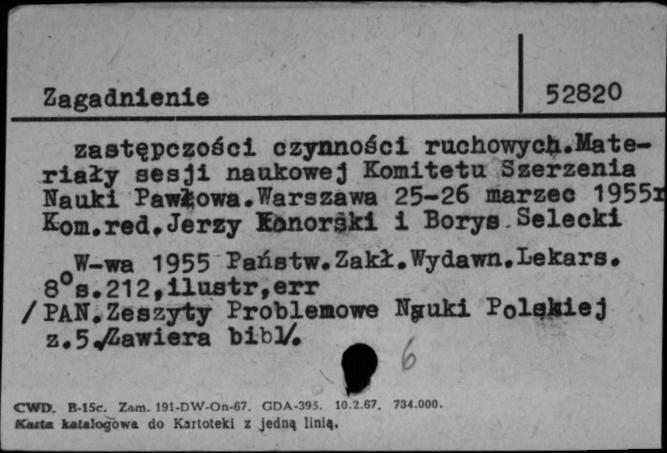 Zagadnienie
52820
zastępczości czynności ruchowych.Mate-
riały sesji naukowej Komitetu Szerzenia
Nauki Pawłowa.Warszawa 25-26 marzec 1955r
Kom.red.Jerzy Konorski i Borys Selecki
W-wa 1955 Państw.Zakł.Wydawn.Lekars.
8°s.212,ilustr,err
/PAN.Zeszyty Problemowe Nauki Polskiej
z.5./Zawiera bibl/.
6
CWD. B-15c. Zam. 191-DW-On-67. GDA-395. 10.2.67. 734.000.
Karta katalogowa do Kartoteki z jedną linią.